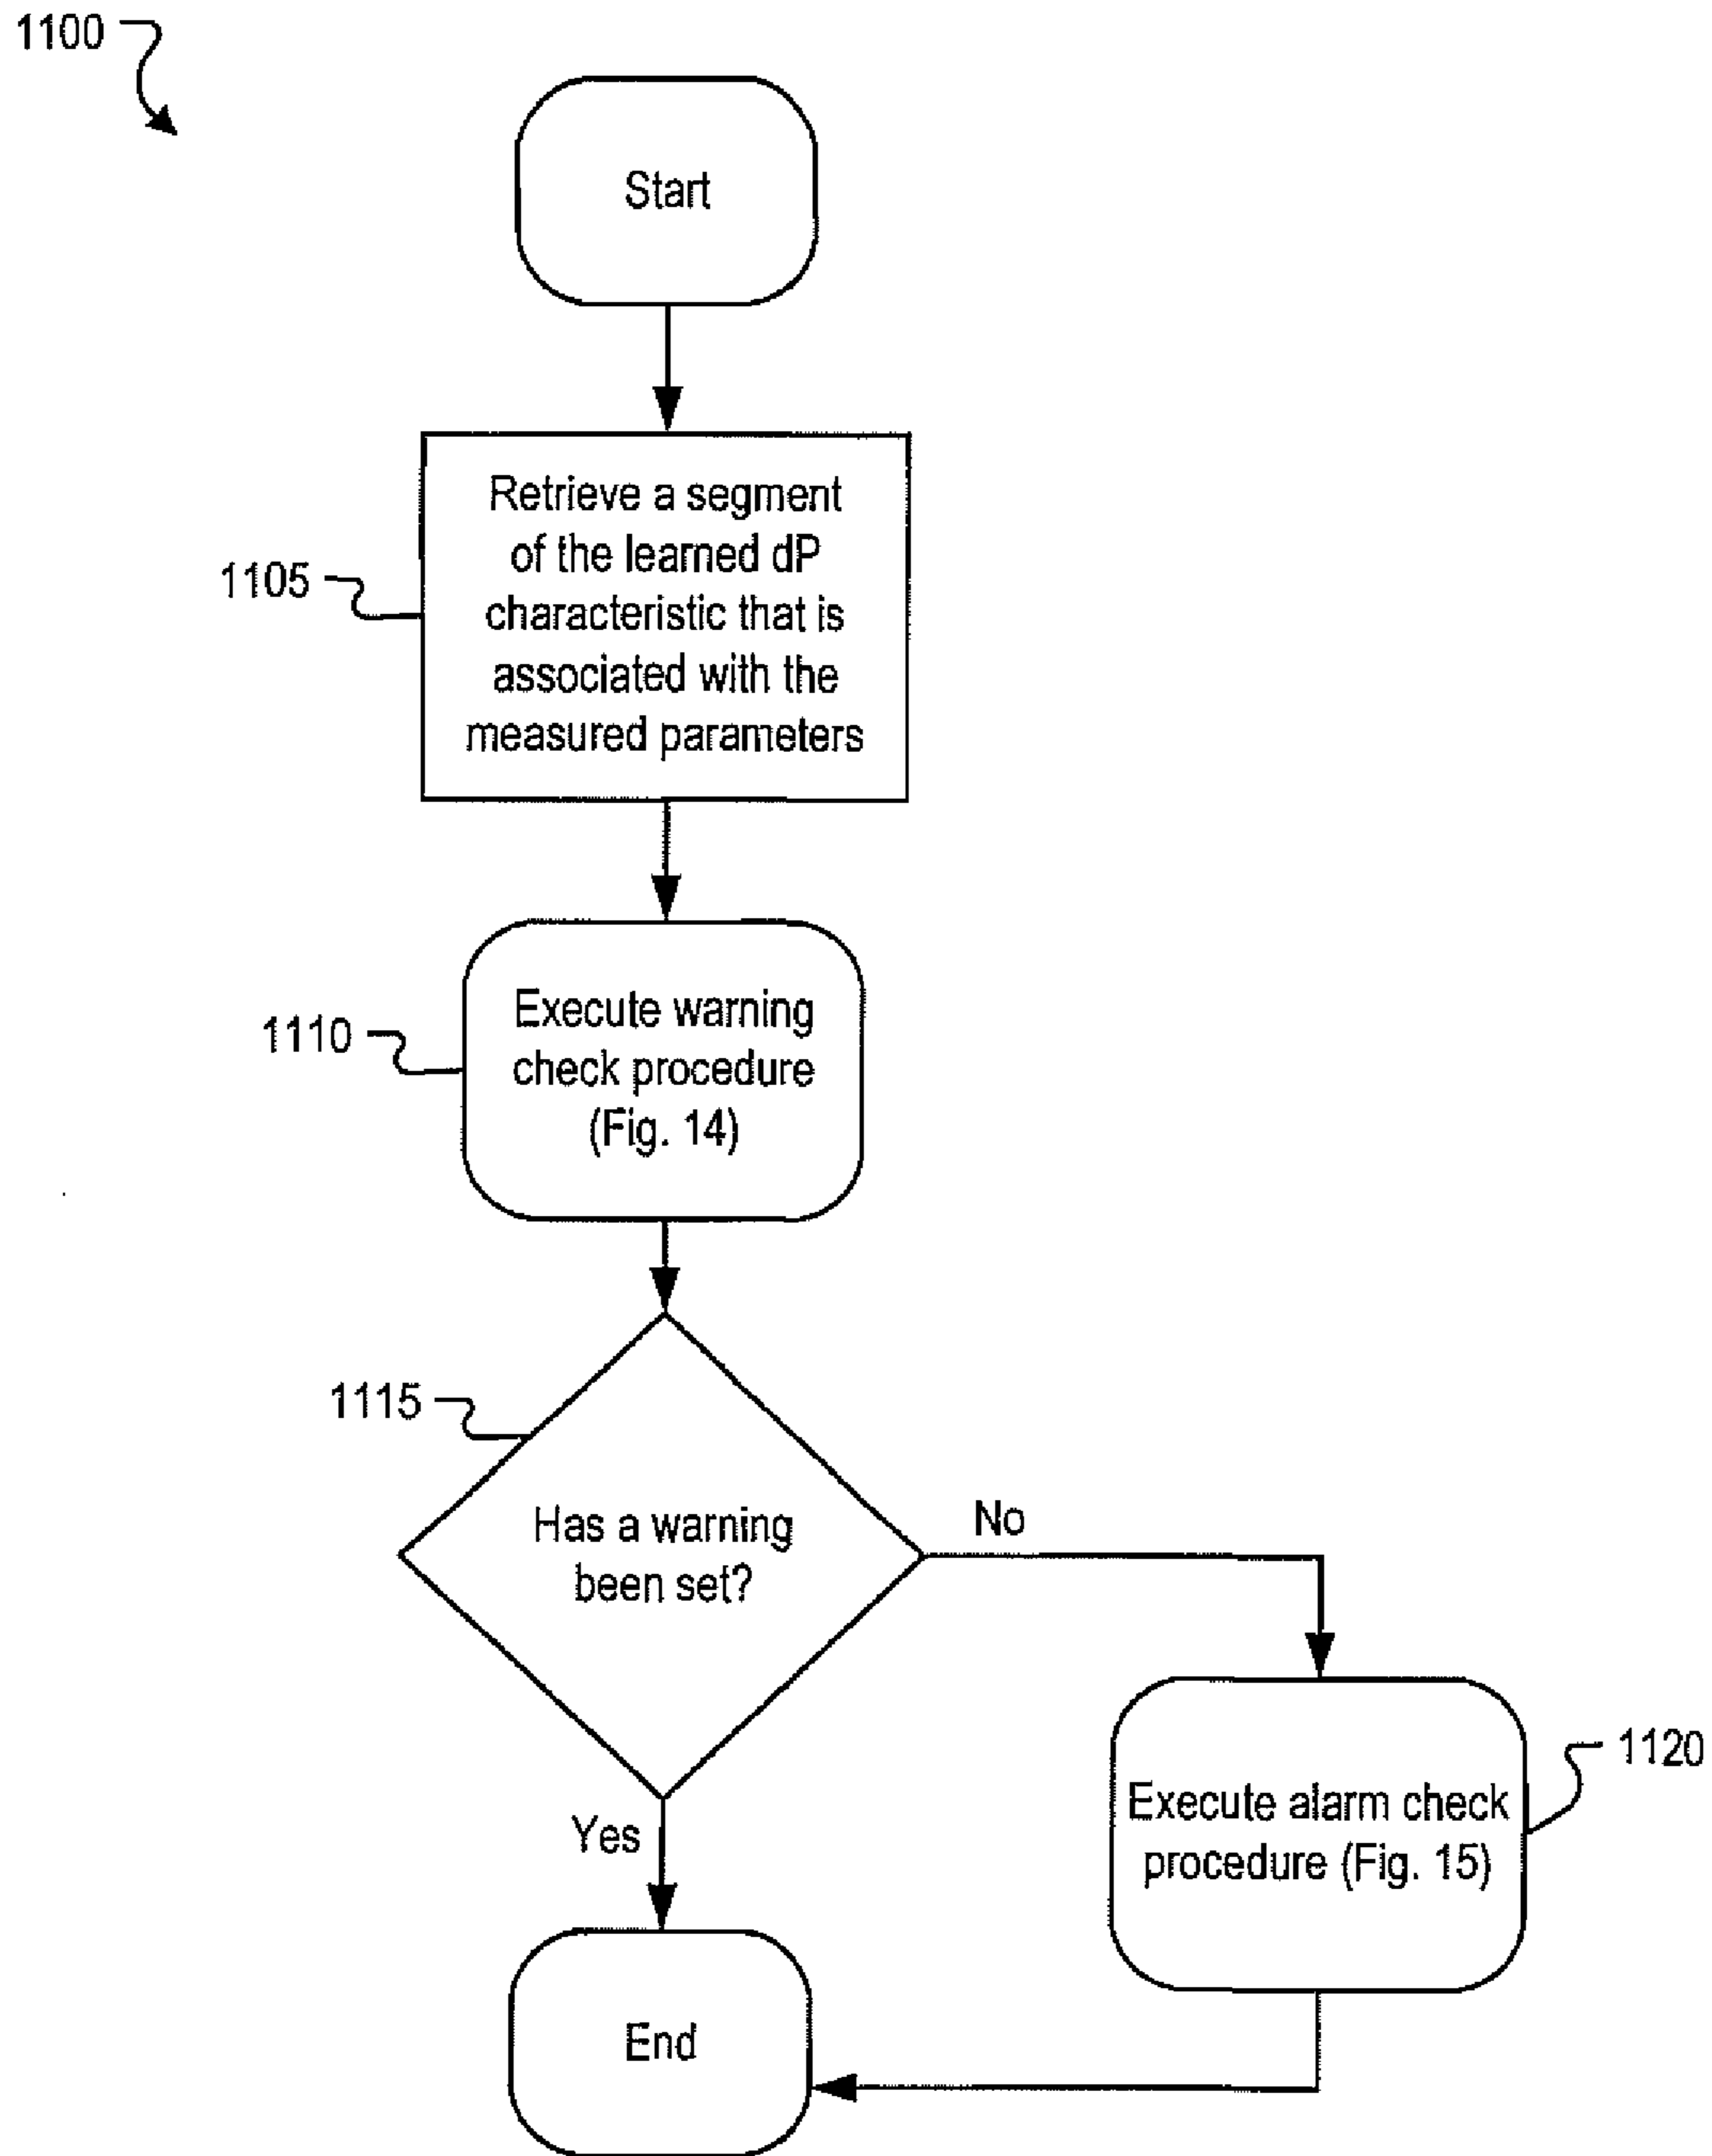 1100
Start
1105
Retrieve a segment
of the learned dP
characteristic that is
associated with the
measured parameters
1110
Execute warning
check procedure
(Fig. 14)
1115
Has a warning
been set?
No
Yes
1120
Execute alarm check
procedure (Fig. 15)
End